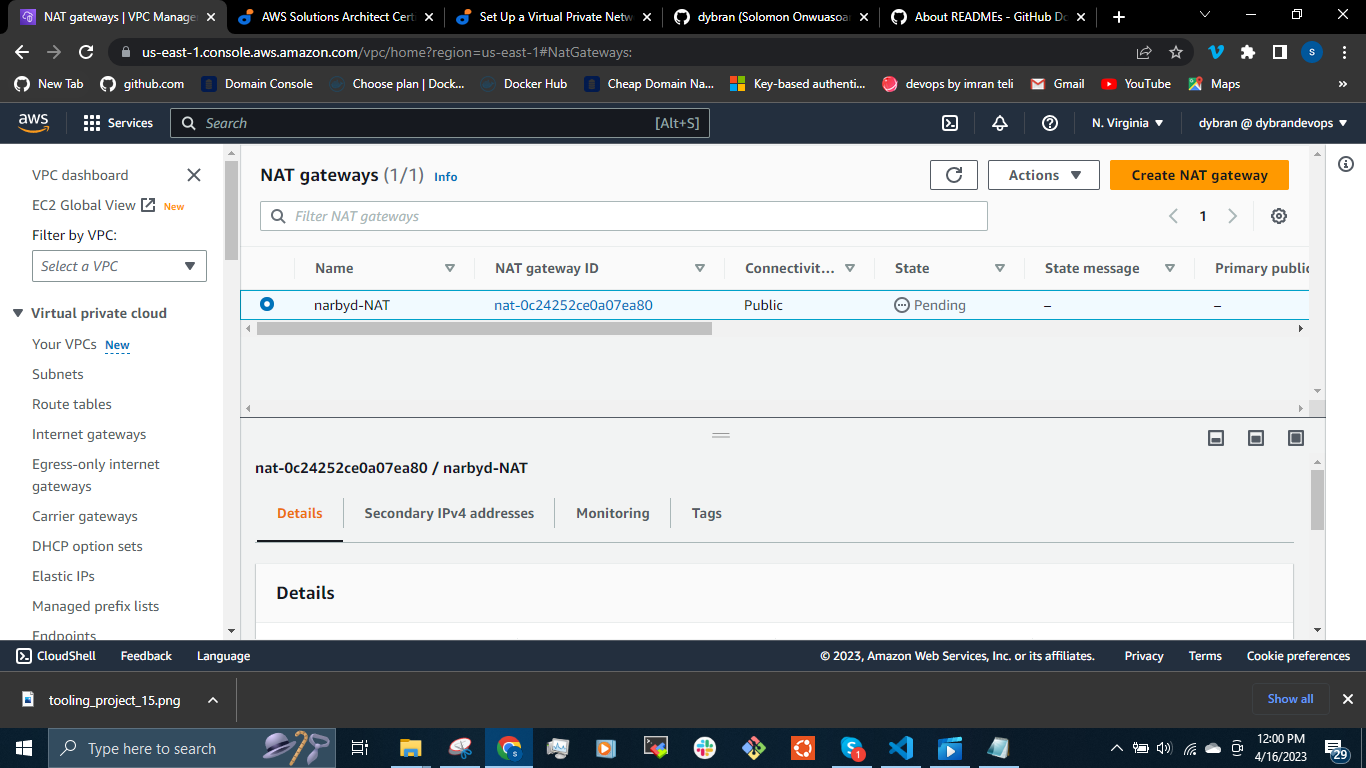 NAT gateways | VPC Manage
AWS Solutions Architect Cert
Set Up a Virtual Private Netw
dybran (Solomon Onwuasoa
About READMEs - GitHub Do
us-east-1.console.aws.amazon.com/vpc/home?region=us-east-1#NatGateways:
S
New Tab
github.com
Domain Console
Choose plan | Dock...
Docker Hub
Cheap Domain Na...
Key-based authenti...
devops by imran teli
Gmail
YouTube
Maps
»
aws
Services
Search
[Alt+S]
N. Virginia
dybran @ dybrandevops
VPC dashboard
EC2 Global View
New
Filter by VPC:
Select a VPC
Virtual private cloud
Your VPCs New
Subnets
Route tables
Internet gateways
Egress-only internet
gateways
Carrier gateways
DHCP option sets
Elastic IPs
Managed prefix lists
Endpoints
NAT gateways (1/1) Info
Actions
Create NAT gateway
Filter NAT gateways
1
Name
NAT gateway ID
Connectivit...
State
State message
Primary public
narbyd-NAT
nat-0c24252ce0a07ea80
Public
Pending
–
–
nat-0c24252ce0a07ea80 / narbyd-NAT
Details
Secondary IPv4 addresses
Monitoring
Tags
Details
CloudShell
Feedback
Language
© 2023, Amazon Web Services, Inc. or its affiliates.
Privacy
Terms
Cookie preferences
tooling_project_15.png
Show all
Type here to search
1
12:00 PM
4/16/2023
29